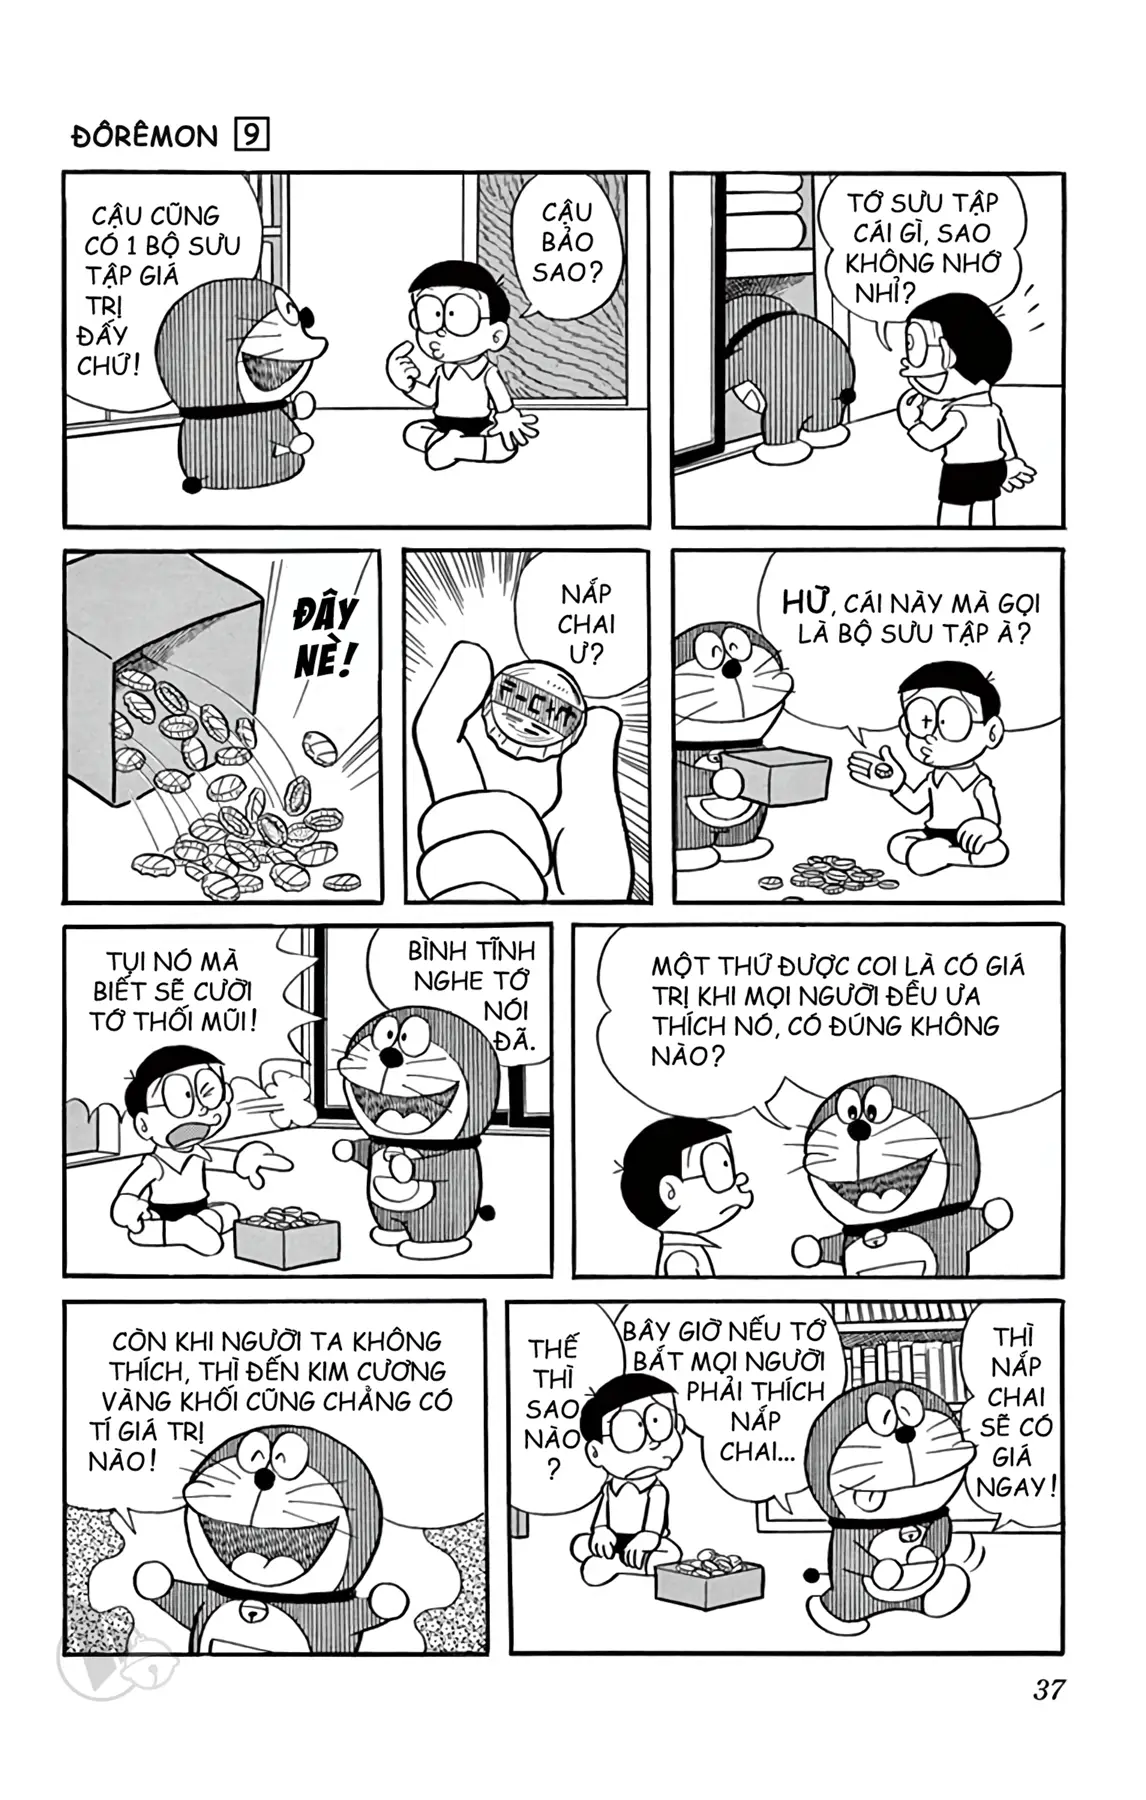 ĐÔRÊMON 9
CẬU CŨNG
CÓ 1 BỘ SƯU
TẬP GIÁ
TRỊ
ĐẤY
CHỨ!
CẬU
BẢO
SAO?
TỚ SƯU TẬP
CÁI GÌ, SAO
KHÔNG NHỚ
NHỈ?
ĐÂY
NÈ!
NẮP
CHAI
Ư?
HỪ, CÁI NÀY MÀ GỌI
LÀ BỘ SƯU TẬP À?
TỤI NÓ MÀ
BIẾT SẼ CƯỜI
TỚ THỐI MŨI!
BÌNH TĨNH
NGHE TỚ
NÓI
ĐÃ.
MỘT THỨ ĐƯỢC COI LÀ CÓ GIÁ
TRỊ KHI MỌI NGƯỜI ĐỀU ƯA
THÍCH NÓ, CÓ ĐÚNG KHÔNG
NÀO?
CÒN KHI NGƯỜI TA KHÔNG
THÍCH, THÌ ĐẾN KIM CƯƠNG
VÀNG KHỐI CŨNG CHẲNG CÓ
TÍ GIÁ TRỊ
NÀO!
THẾ
THÌ
SAO
NÀO
?
BÂY GIỜ NẾU TỚ
BẮT MỌI NGƯỜI
PHẢI THÍCH
NẮP
CHAI...
THÌ
NẮP
CHAI
SẼ CÓ
GIÁ
NGAY!
37